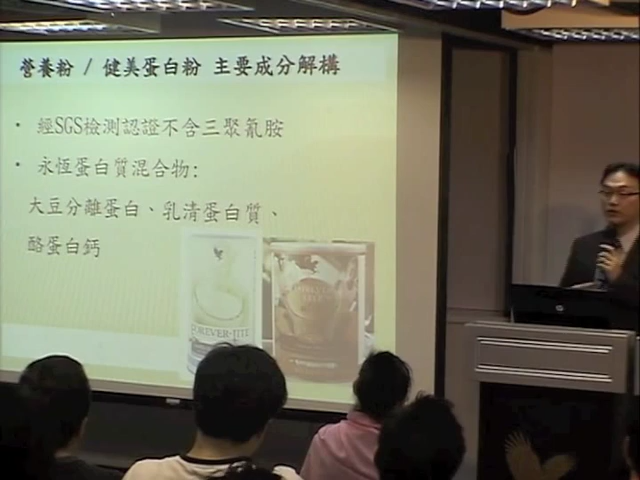 營養粉 / 健美蛋白粉 主要成分解構
• 經SGS檢測認證不含三聚氰胺
• 永恆蛋白質混合物:
大豆分離蛋白、乳清蛋白質、
酪蛋白鈣
FOREVER-LITE